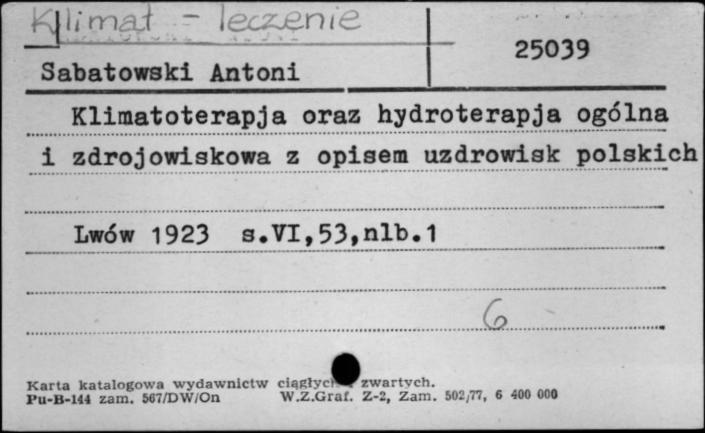 Klimat - leczenie
25039
Sabatowski Antoni
Klimatoterapja oraz hydroterapja ogólna
i zdrojowiskowa z opisem uzdrowisk polskich
Lwów 1923 s.VI,53,nlb.1
6
Karta katalogowa wydawnictw zwartych.
Pu-B-144 zam. 567/DW/On W.Z.Graf. Z-2, Zam. 502/77, 6 400 000